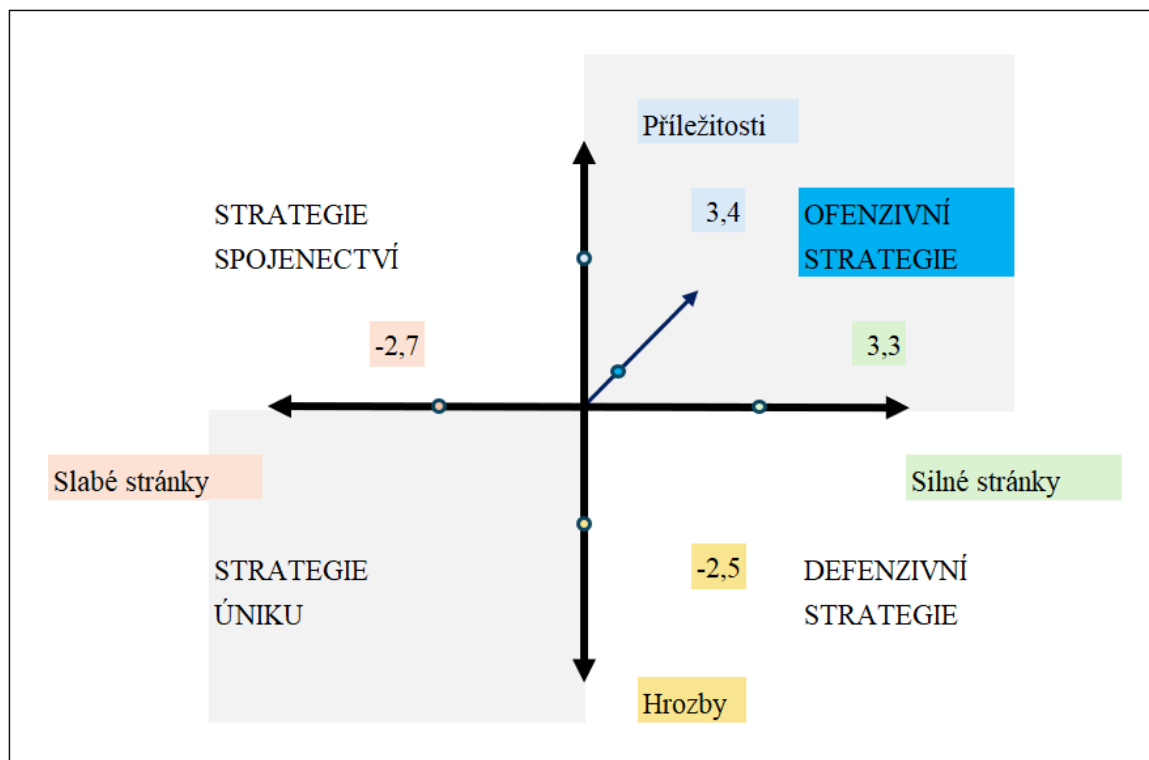 Příležitosti
STRATEGIE
SPOJENECTVÍ
3,4
OFENZIVNÍ
STRATEGIE
-2,7
3,3
Slabé stránky
Silné stránky
STRATEGIE
ÚNIKU
-2,5
DEFENZIVNÍ
STRATEGIE
Hrozby